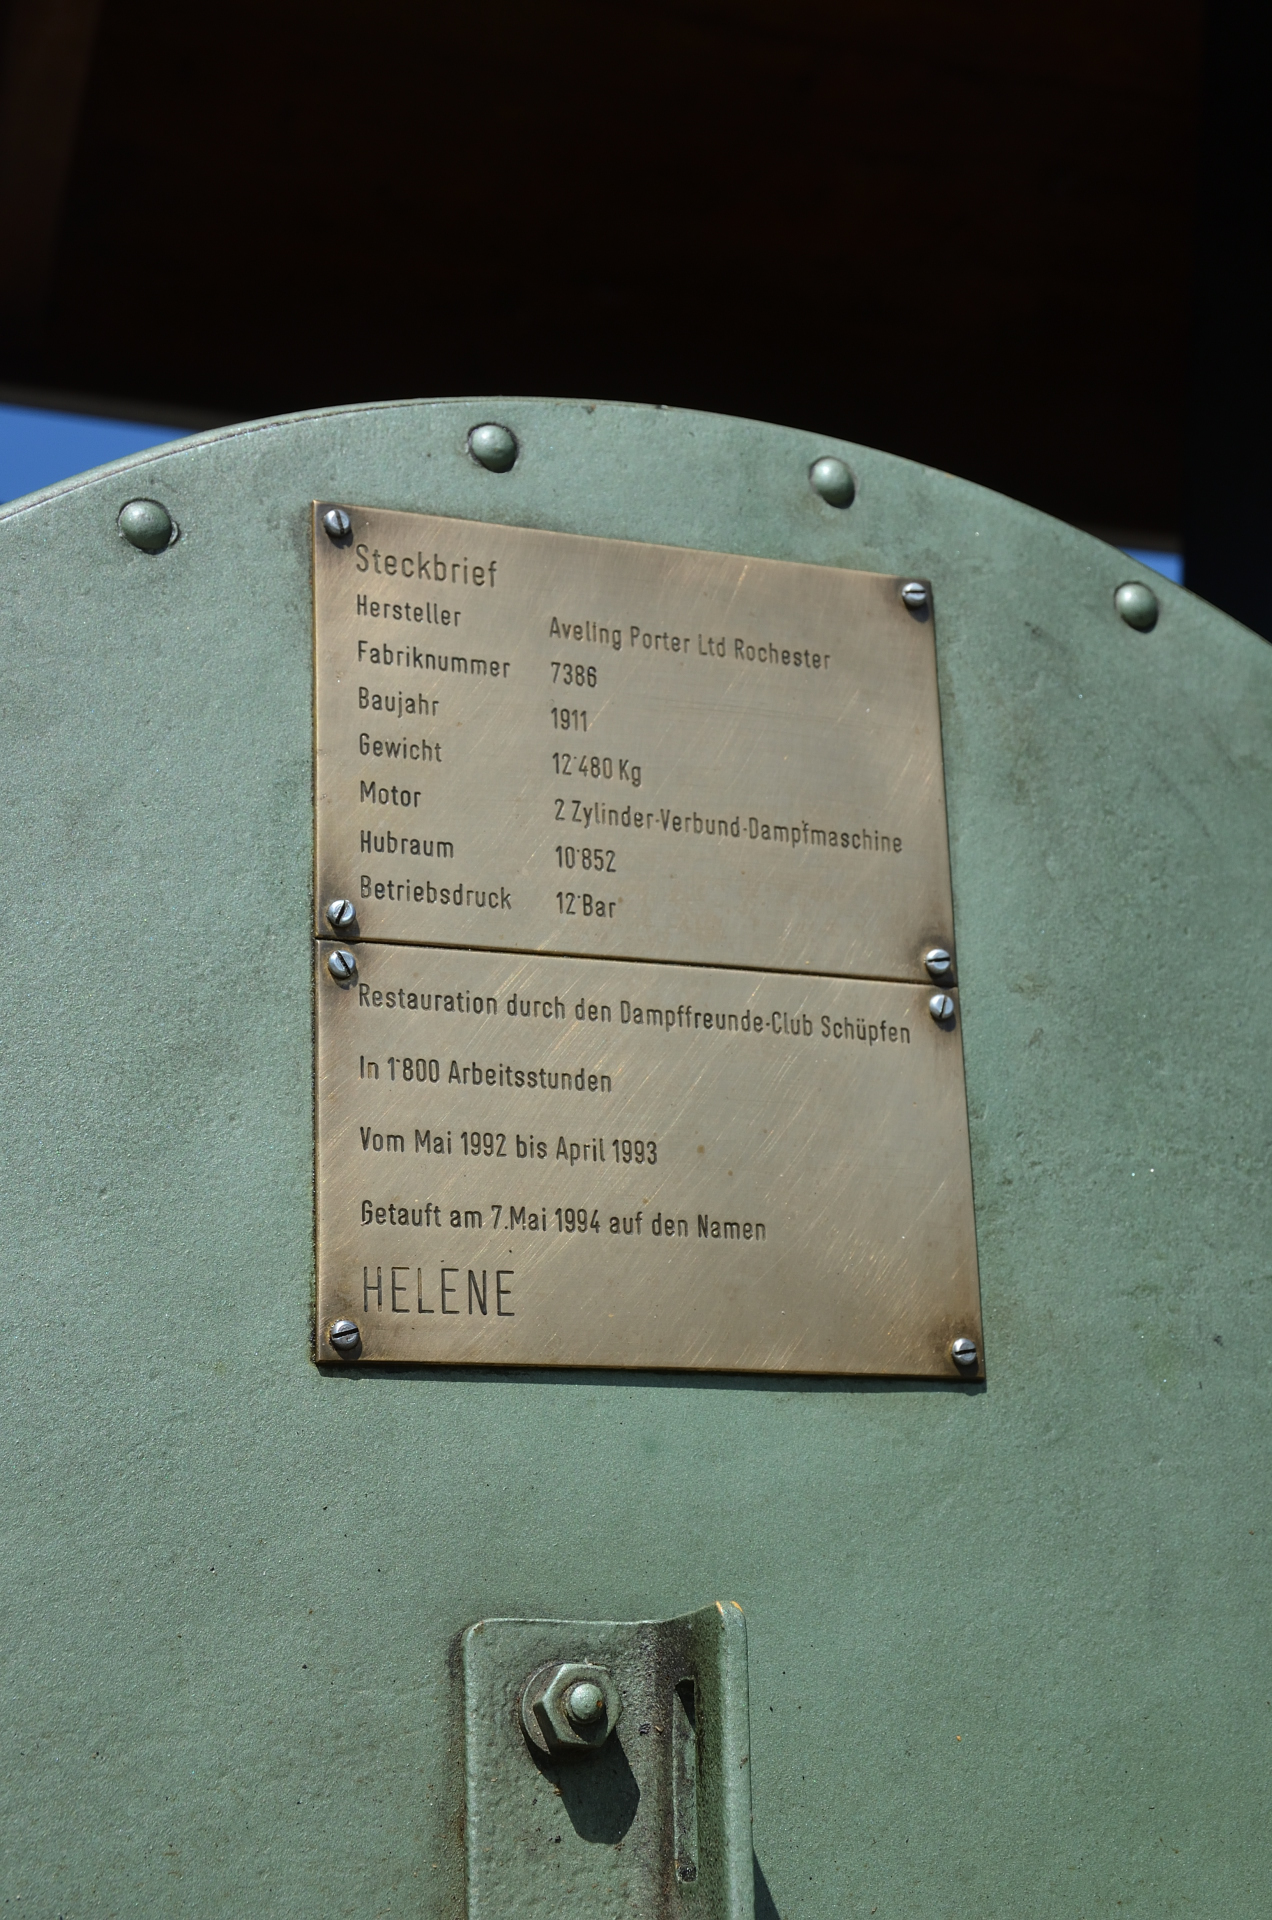 Steckbrief
Hersteller Aveling Porter Ltd Rochester
Fabriknummer 7386
Baujahr 1911
Gewicht 12'480 Kg
Motor 2 Zylinder-Verbund-Dampfmaschine
Hubraum 10'852
Betriebsdruck 12'Bar
Restauration durch den Dampffreunde-Club Schüpfen
In 1'800 Arbeitsstunden
Vom Mai 1992 bis April 1993
Getauft am 7.Mai 1994 auf den Namen
HELENE